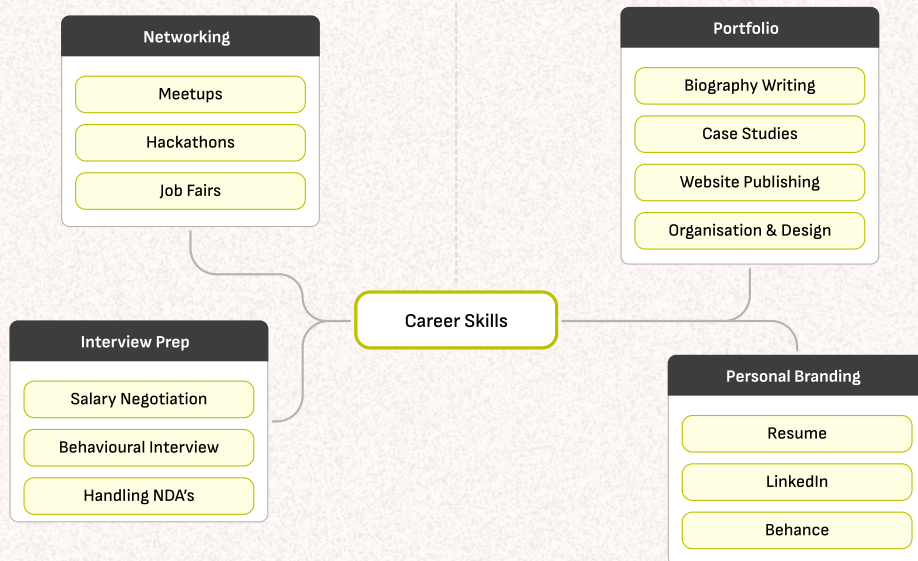 Networking
Meetups
Hackathons
Job Fairs
Portfolio
Biography Writing
Case Studies
Website Publishing
Organisation & Design
Career Skills
Interview Prep
Salary Negotiation
Behavioural Interview
Handling NDA's
Personal Branding
Resume
LinkedIn
Behance